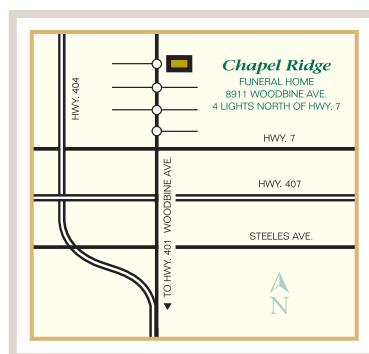 Chapel Ridge
FUNERAL HOME
8911 WOODBINE AVE.
4 LIGHTS NORTH OF HWY. 7
HWY. 404
HWY. 7
HWY. 407
STEELES AVE.
WOODBINE AVE.
TO HWY. 401
N